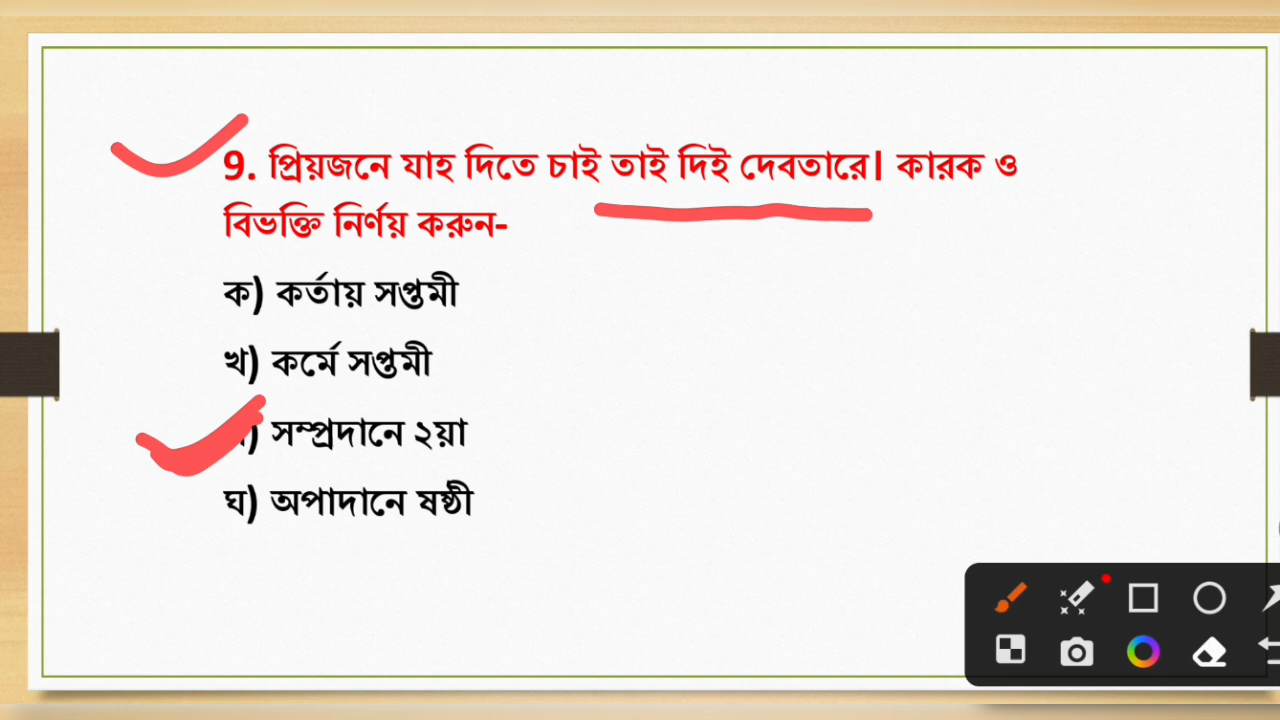 9. প্রিয়জনে যাহ দিতে চাই তাই দিই দেবতারে| কারক ও
বিভক্তি নির্ণয় করুন-
ক) কর্তায় সপ্তমী
খ) কর্মে সপ্তমী
) সম্প্রদানে ২য়া
ঘ) অপাদানে ষষ্ঠী